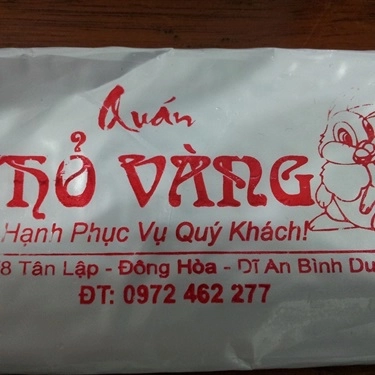 Quán
THỎ VÀNG
Hạnh Phục Vụ Quý Khách!
8 Tân Lập - Đông Hòa - Dĩ An Bình Du
ĐT: 0972 462 277